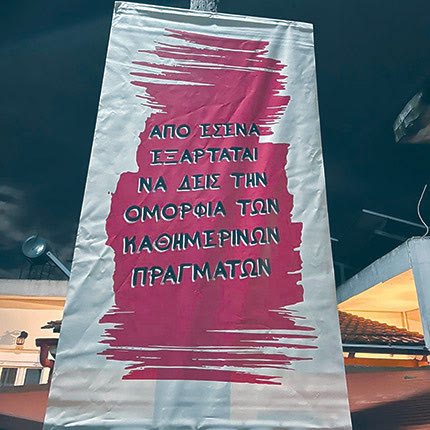 ΑΠΟ ΕΣΕΝΑ
ΕΞΑΡΤΑΤΑΙ
ΝΑ ΔΕΙΣ ΤΗΝ
ΟΜΟΡΦΙΑ ΤΩΝ
ΚΑΘΗΜΕΡΙΝΩΝ
ΠΡΑΓΜΑΤΩΝ